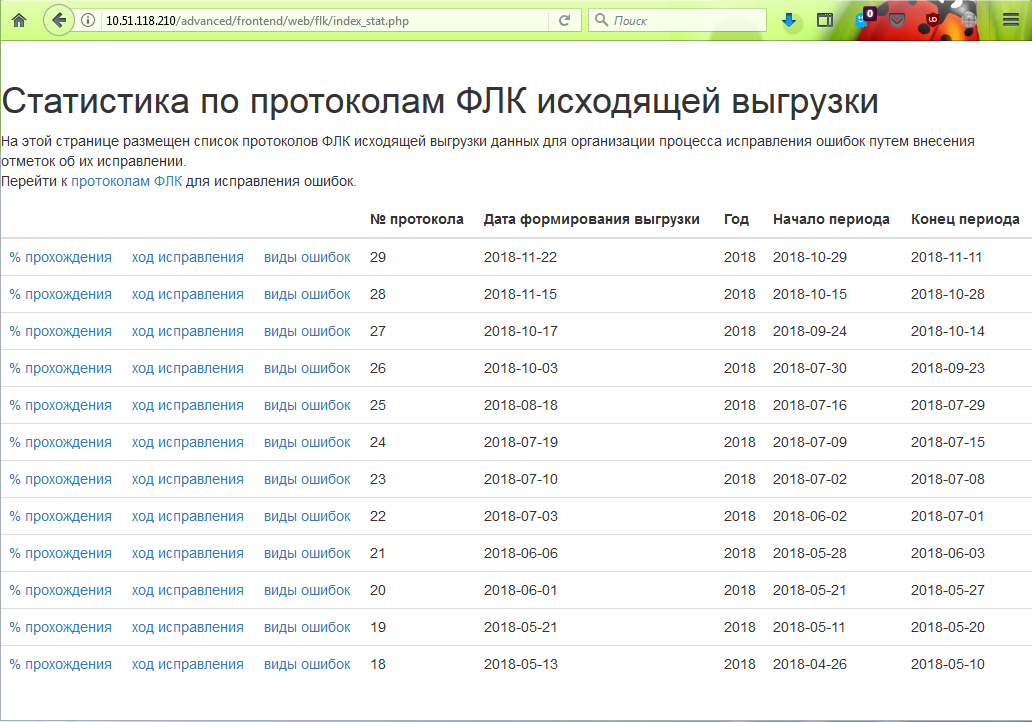 10.51.118.210/advanced/frontend/web/flk/index_stat.php Поиск 0 UD
Статистика по протоколам ФЛК исходящей выгрузки
На этой странице размещен список протоколов ФЛК исходящей выгрузки данных для организации процесса исправления ошибок путем внесения
отметок об их исправлении.
Перейти к протоколам ФЛК для исправления ошибок.
№ протокола Дата формирования выгрузки Год Начало периода Конец периода
% прохождения ход исправления виды ошибок 29 2018-11-22 2018 2018-10-29 2018-11-11
% прохождения ход исправления виды ошибок 28 2018-11-15 2018 2018-10-15 2018-10-28
% прохождения ход исправления виды ошибок 27 2018-10-17 2018 2018-09-24 2018-10-14
% прохождения ход исправления виды ошибок 26 2018-10-03 2018 2018-07-30 2018-09-23
% прохождения ход исправления виды ошибок 25 2018-08-18 2018 2018-07-16 2018-07-29
% прохождения ход исправления виды ошибок 24 2018-07-19 2018 2018-07-09 2018-07-15
% прохождения ход исправления виды ошибок 23 2018-07-10 2018 2018-07-02 2018-07-08
% прохождения ход исправления виды ошибок 22 2018-07-03 2018 2018-06-02 2018-07-01
% прохождения ход исправления виды ошибок 21 2018-06-06 2018 2018-05-28 2018-06-03
% прохождения ход исправления виды ошибок 20 2018-06-01 2018 2018-05-21 2018-05-27
% прохождения ход исправления виды ошибок 19 2018-05-21 2018 2018-05-11 2018-05-20
% прохождения ход исправления виды ошибок 18 2018-05-13 2018 2018-04-26 2018-05-10